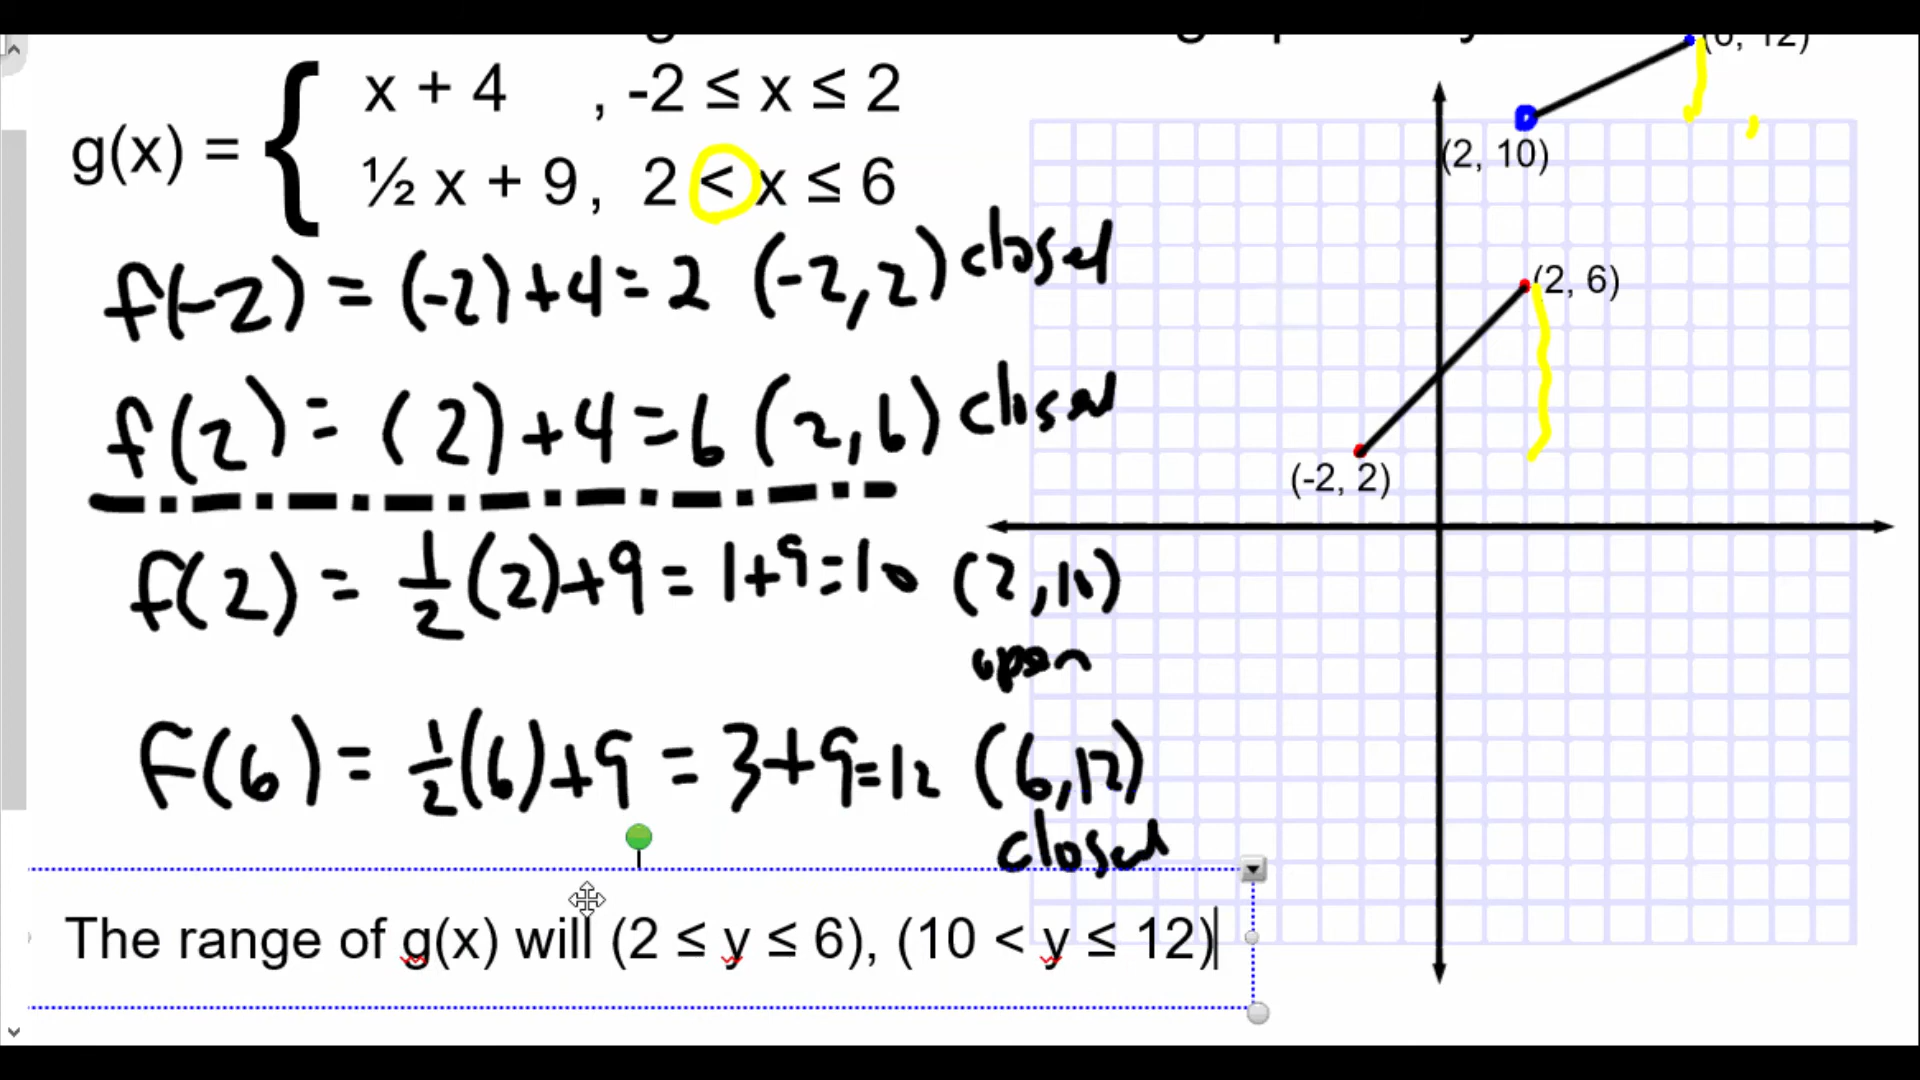 g(x) = {
x + 4 , -2 ≤ x ≤ 2
½ x + 9 , 2 < x ≤ 6
f(-2) = (-2)+4=2 (-2,2) closed
f(2) = (2)+4=6 (2,6) closed
f(2) = 1/2(2)+9 = 1+9=10 (2,10)
open
f(6) = 1/2(6)+9 = 3+9=12 (6,12)
closed
The range of g(x) will (2 ≤ y ≤ 6), (10 < y ≤ 12)
(6, 12)
(2, 10)
(2, 6)
(-2, 2)